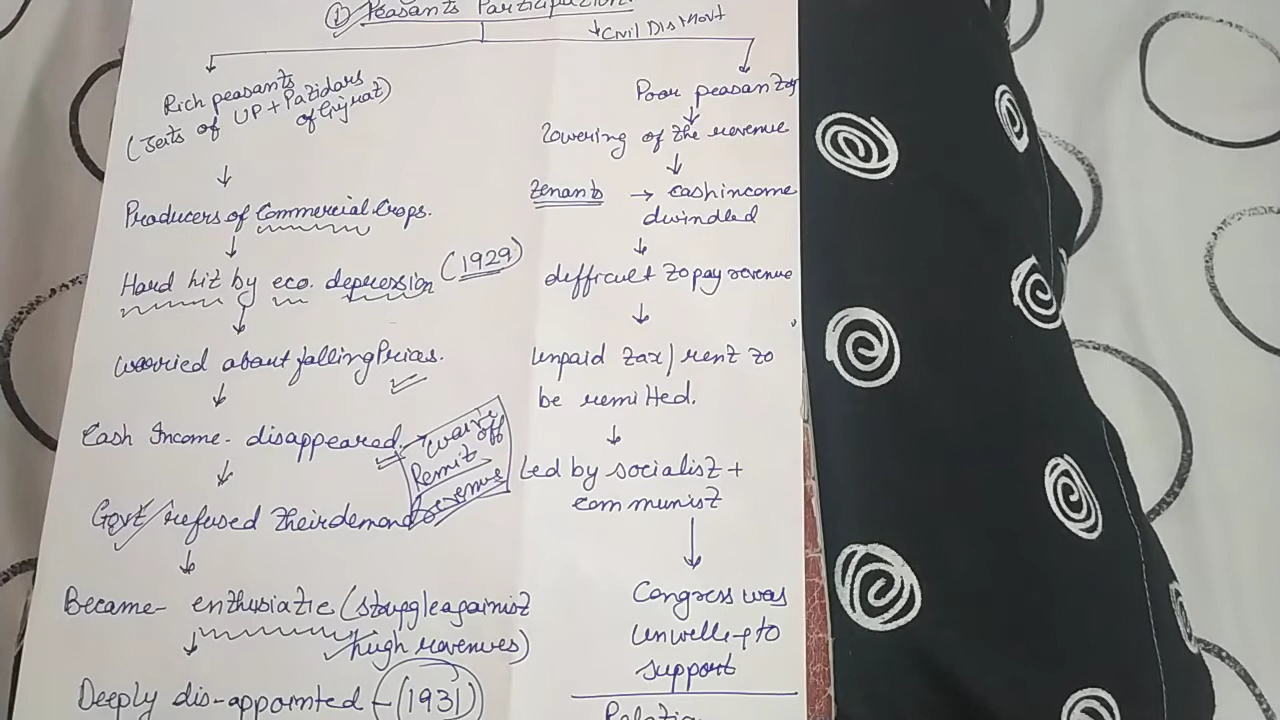 ① Peasants Participation.
Civil Dis Movt
Rich peasants
(Jats of UP + Patidars
of Gujrat)
Producers of Commercial Crops.
Hard hit by eco. depression (1929)
worried about falling Prices.
Cash Income - disappeared
waive off
Remit
Revenue
Govt refused their demand
Became - enthusiatic (struggle against
high revenues)
Deeply dis-appointed - (1931)
Poor peasantry
lowering of the revenue
tenants → cash income
dwindled
difficult to pay revenue
unpaid tax/rent to
be remitted.
Led by socialist +
communist
Congress was
unwell to
support